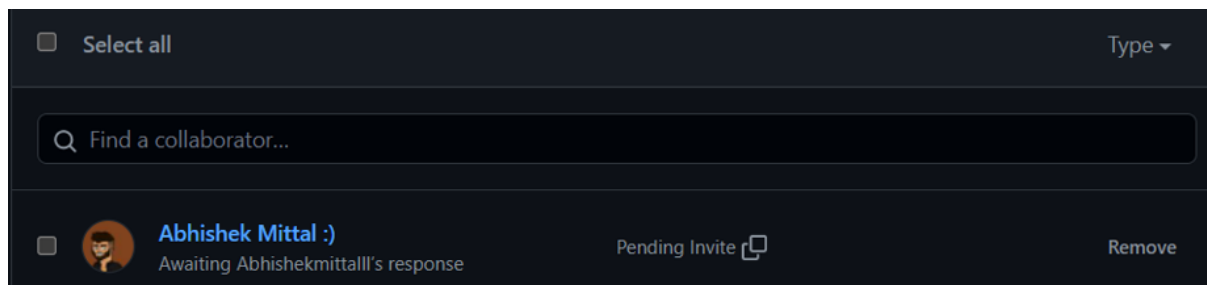 Select all
Type
Find a collaborator...
Abhishek Mittal :)
Awaiting Abhishekmittalll's response
Pending Invite
Remove